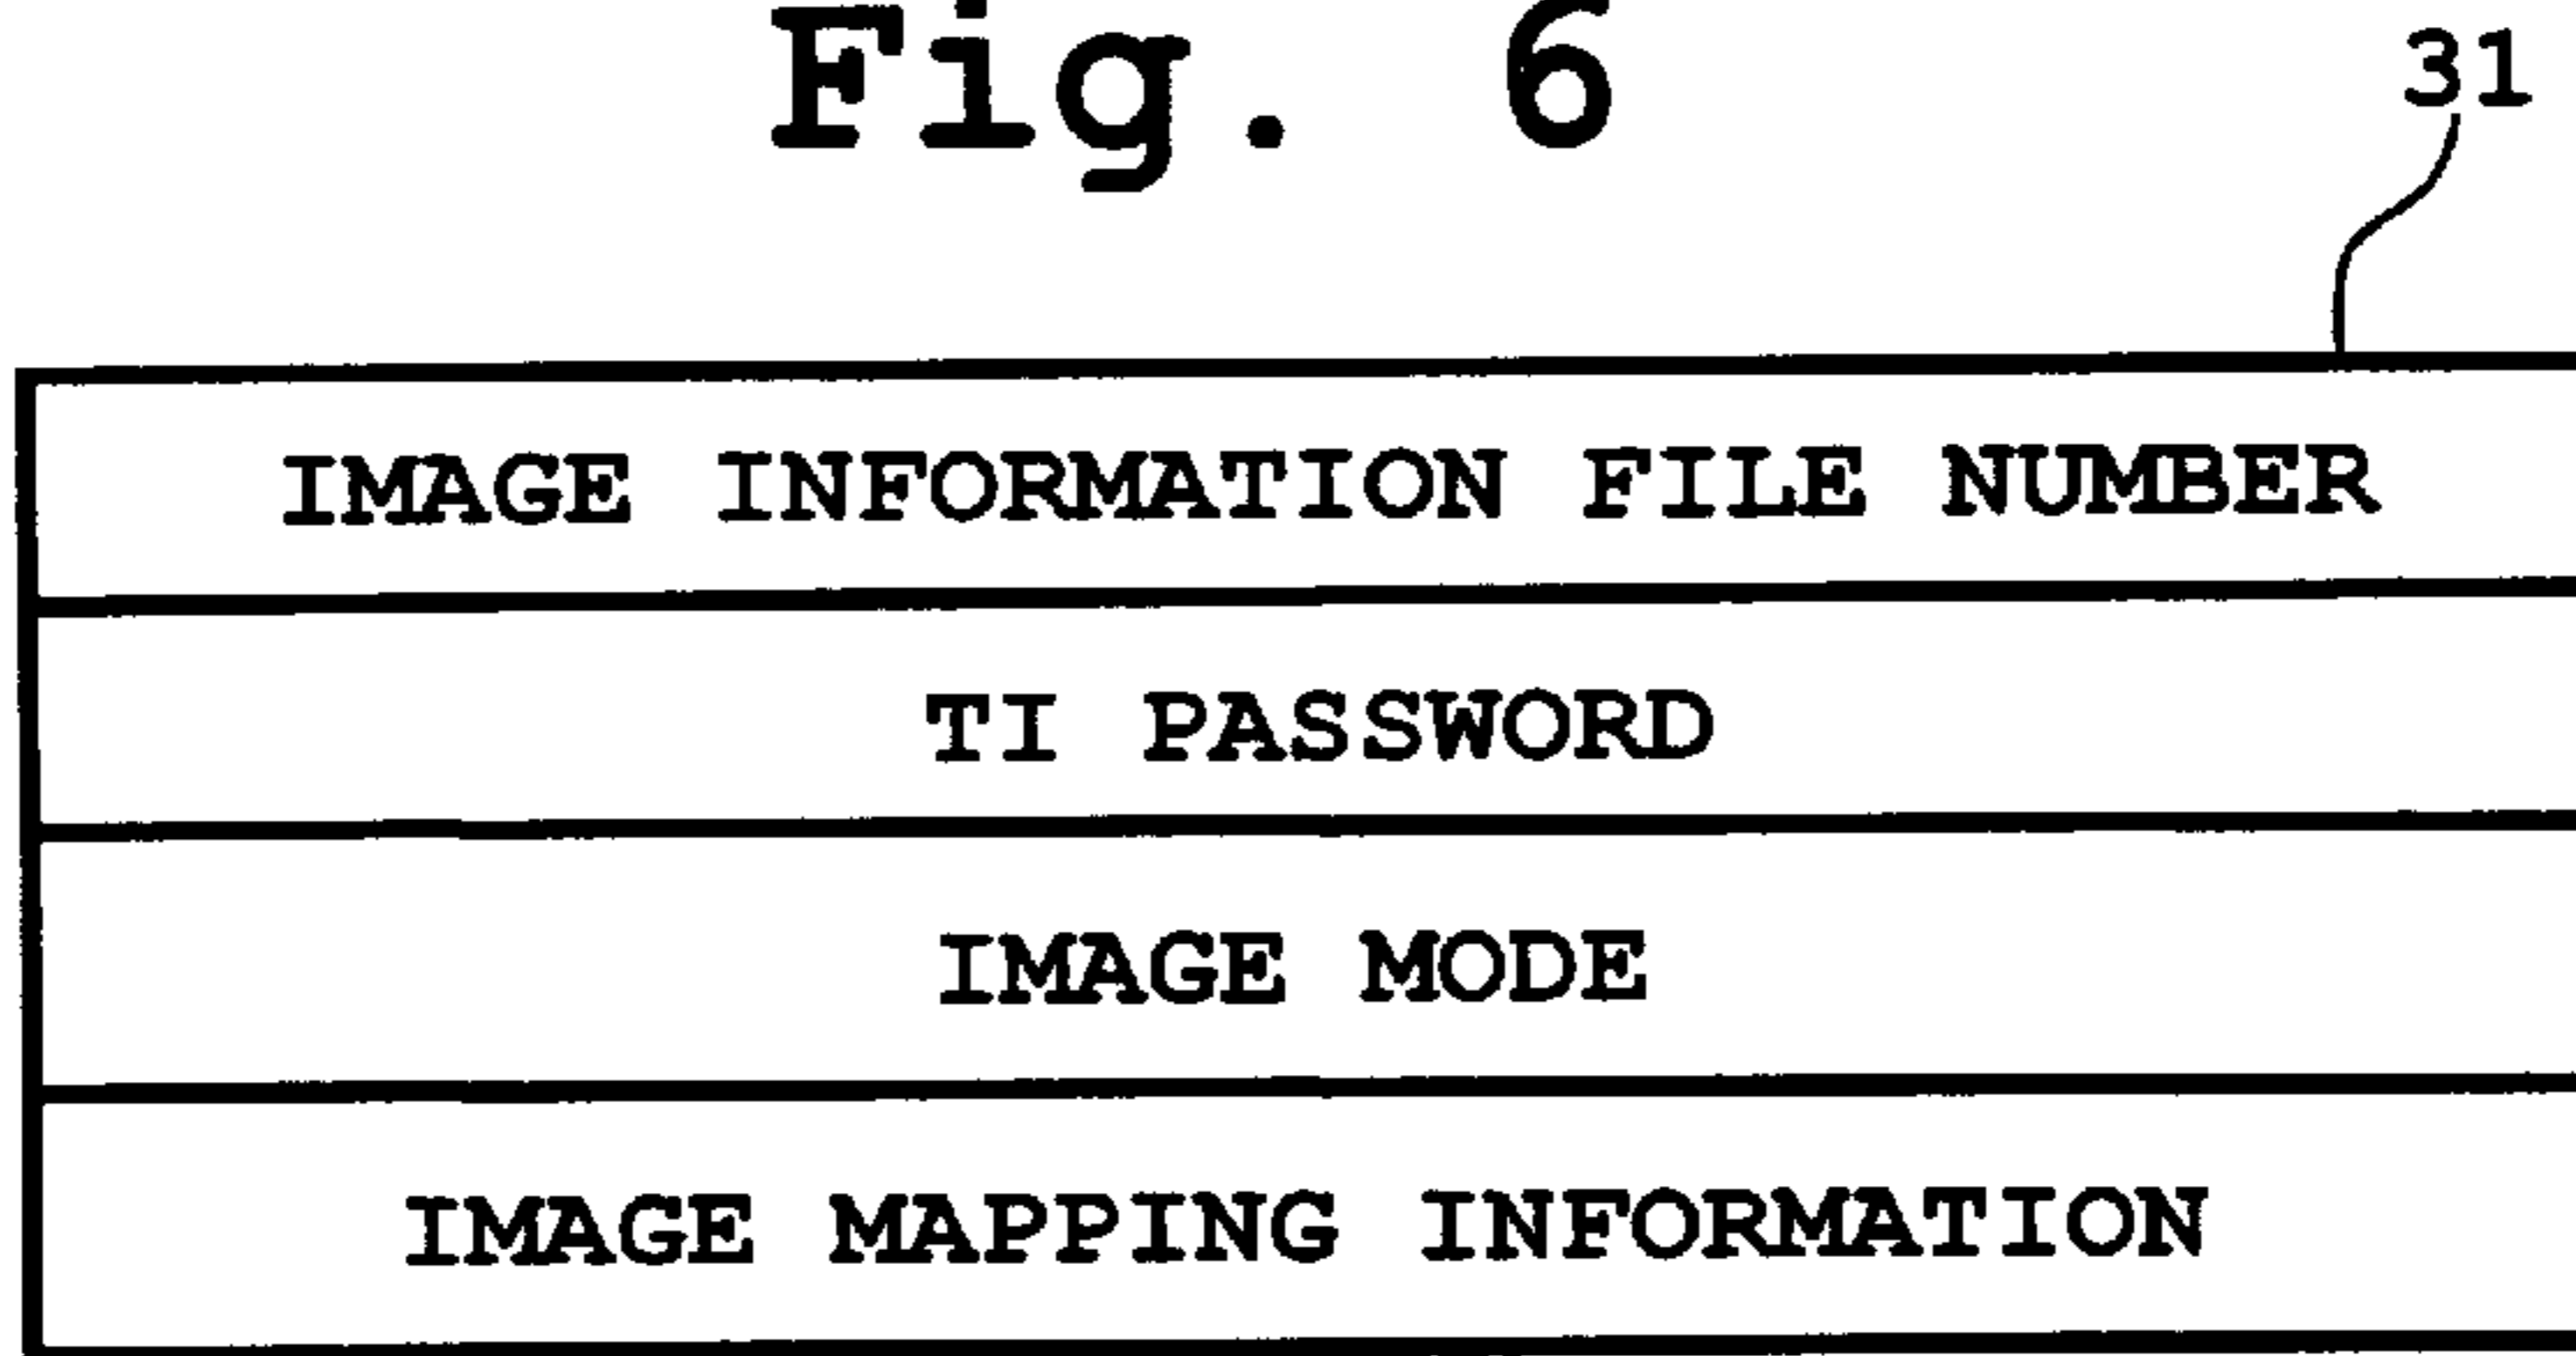 Fig. 6
31
IMAGE INFORMATION FILE NUMBER
TI PASSWORD
IMAGE MODE
IMAGE MAPPING INFORMATION